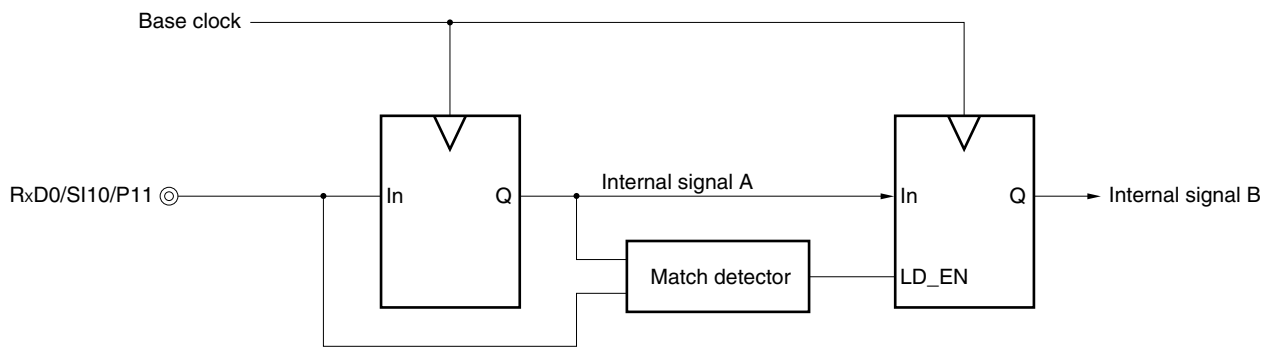 Base clock
RxD0/SI10/P11
In
Q
Internal signal A
In
Q
Internal signal B
Match detector
LD_EN